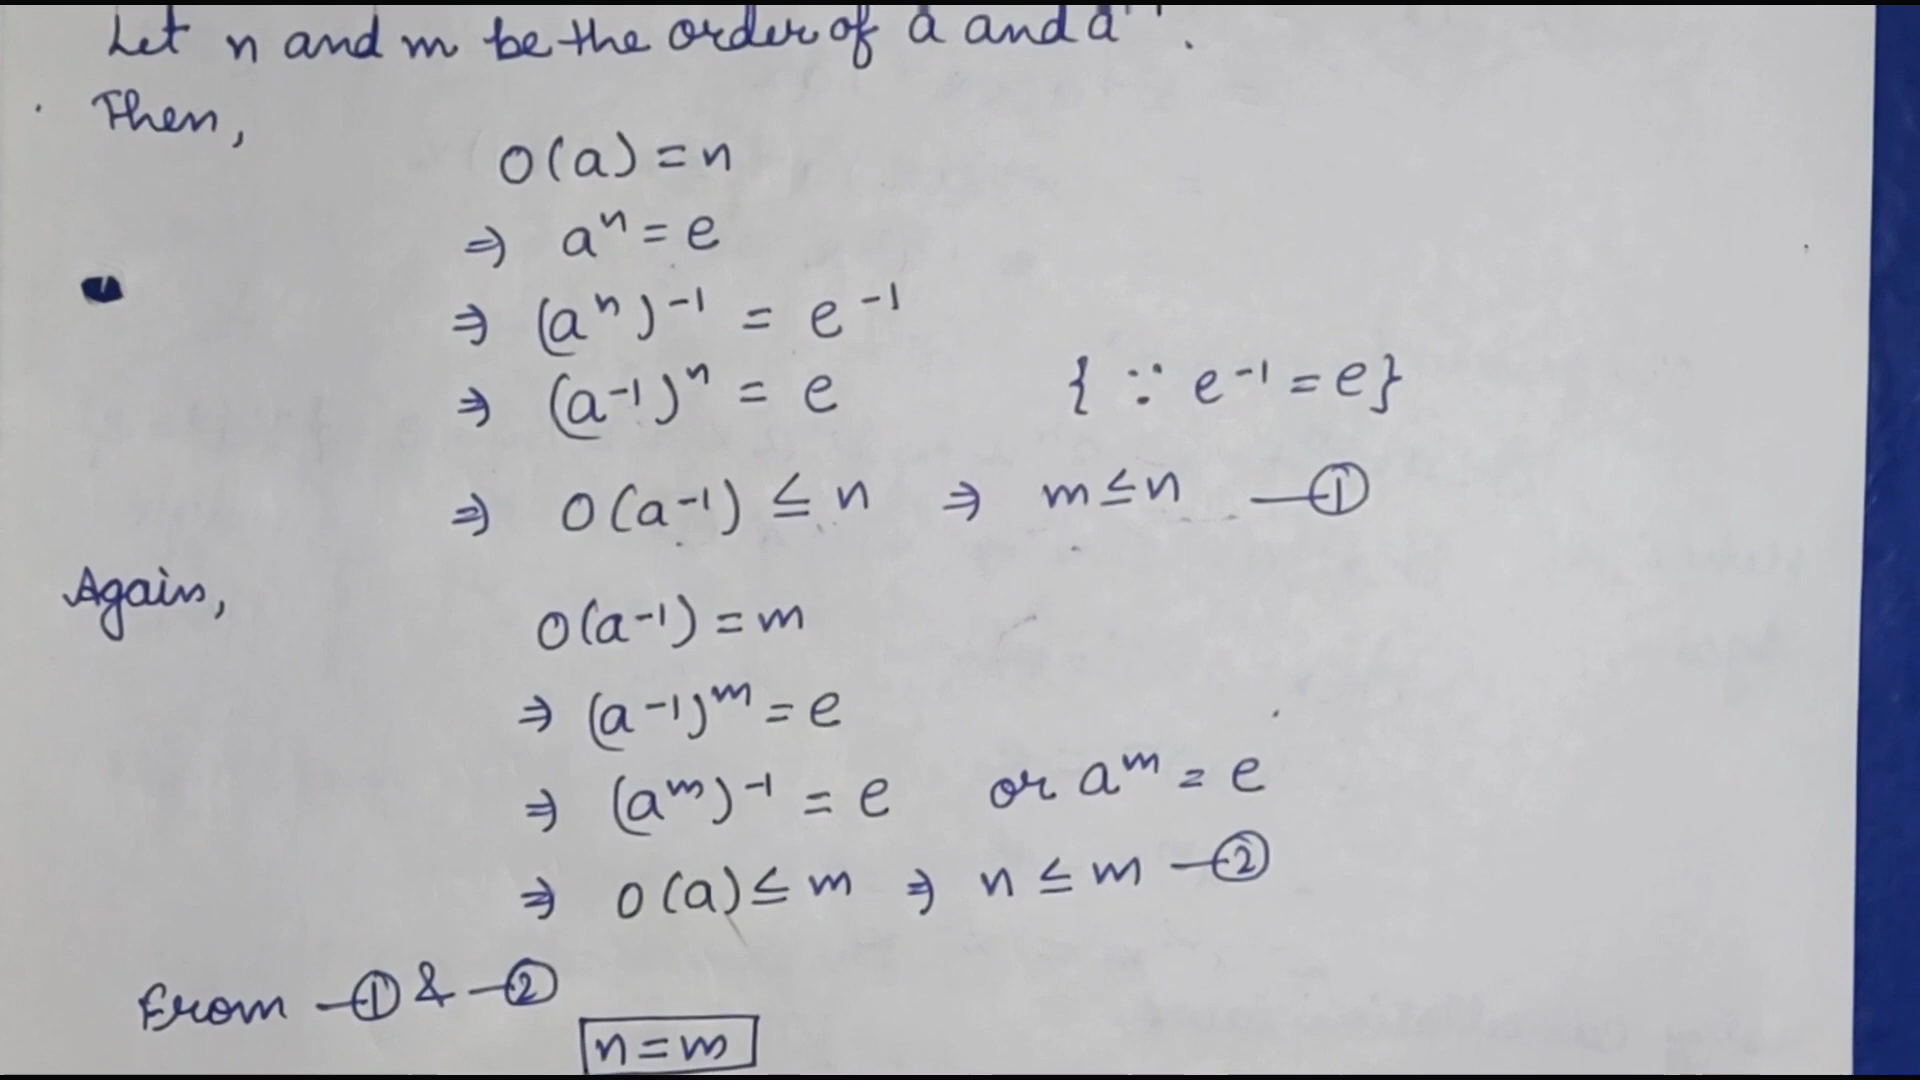 Let n and m be the order of a and a⁻¹.
Then,
O(a) = n
⇒ aⁿ = e
⇒ (aⁿ)⁻¹ = e⁻¹
⇒ (a⁻¹)ⁿ = e { ∵ e⁻¹ = e}
⇒ O(a⁻¹) ≤ n ⇒ m ≤ n —①
Again,
O(a⁻¹) = m
⇒ (a⁻¹)ᵐ = e
⇒ (aᵐ)⁻¹ = e or aᵐ = e
⇒ O(a) ≤ m ⇒ n ≤ m —②
From —① & —②
n = m